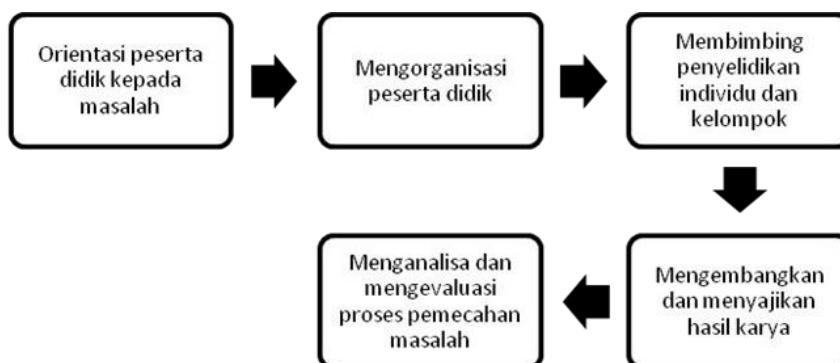 Orientasi peserta
didik kepada
masalah
Mengorganisasi
peserta didik
Membimbing
penyelidikan
individu dan
kelompok
Mengembangkan
dan menyajikan
hasil karya
Menganalisa dan
mengevaluasi
proses pemecahan
masalah